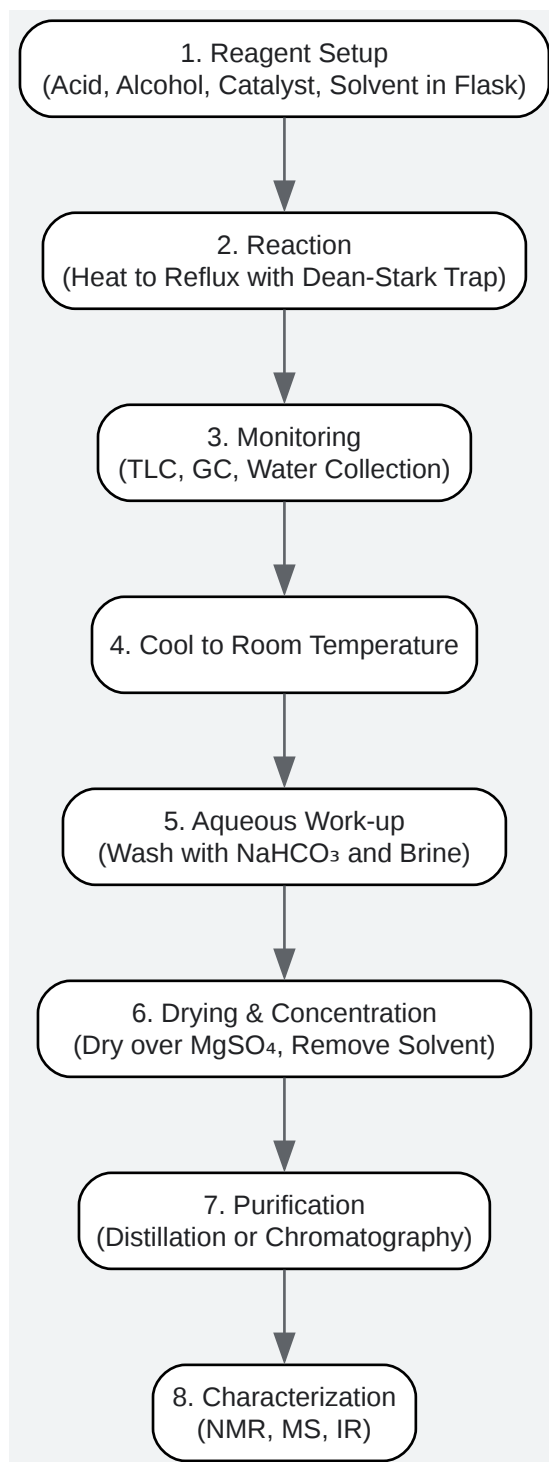 1. Reagent Setup
(Acid, Alcohol, Catalyst, Solvent in Flask)
2. Reaction
(Heat to Reflux with Dean-Stark Trap)
3. Monitoring
(TLC, GC, Water Collection)
4. Cool to Room Temperature
5. Aqueous Work-up
(Wash with NaHCO₃ and Brine)
6. Drying & Concentration
(Dry over MgSO₄, Remove Solvent)
7. Purification
(Distillation or Chromatography)
8. Characterization
(NMR, MS, IR)